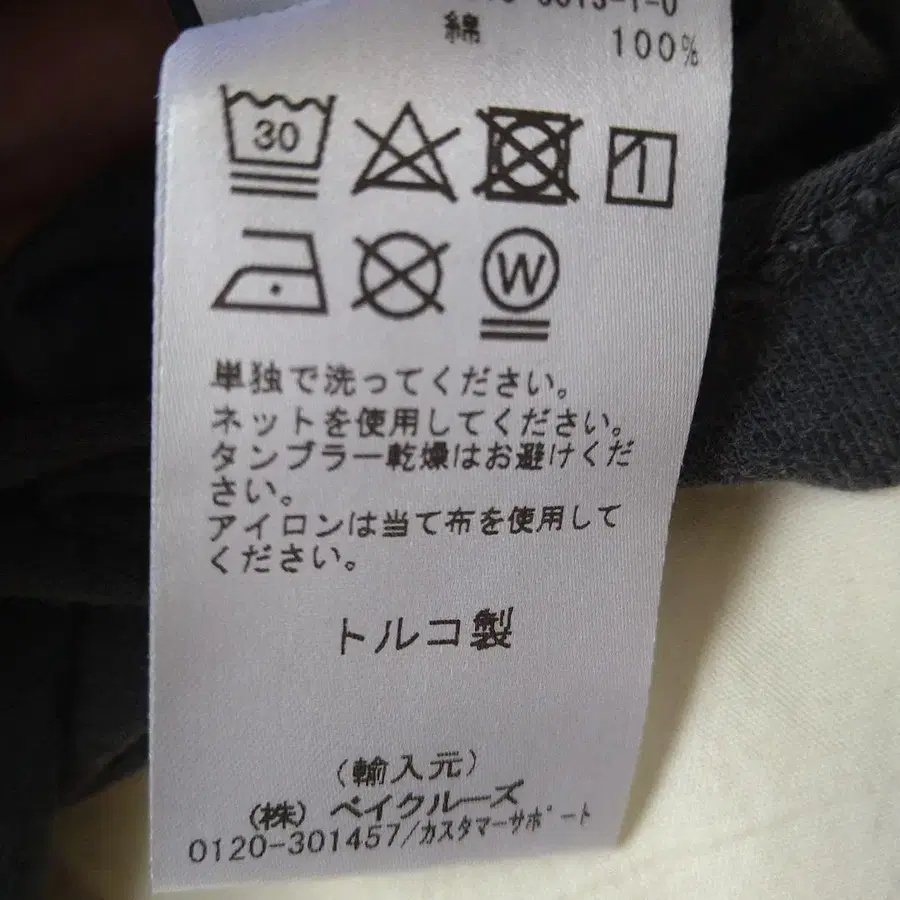 綿 100%
30
W
単独で洗ってください。
ネットを使用してください。
タンブラー乾燥はお避けくだ
さい。
アイロンは当て布を使用して
ください。
トルコ製
(輸入元)
(株) ベイクルーズ
0120-301457/カスタマーサポート